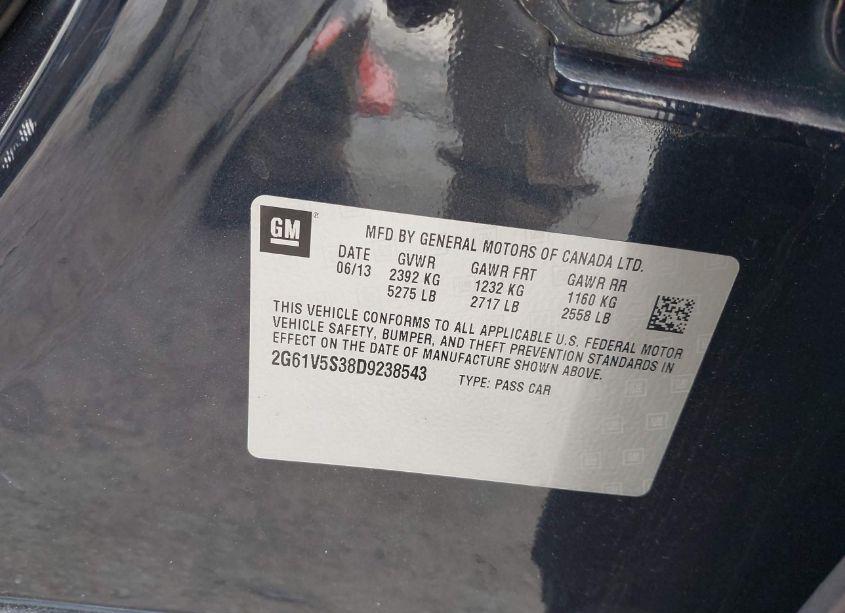 GM
MFD BY GENERAL MOTORS OF CANADA LTD.
DATE GVWR GAWR FRT GAWR RR
06/13 2392 KG 1232 KG 1160 KG
5275 LB 2717 LB 2558 LB
THIS VEHICLE CONFORMS TO ALL APPLICABLE U.S. FEDERAL MOTOR
VEHICLE SAFETY, BUMPER, AND THEFT PREVENTION STANDARDS IN
EFFECT ON THE DATE OF MANUFACTURE SHOWN ABOVE.
2G61V5S38D9238543 TYPE: PASS CAR